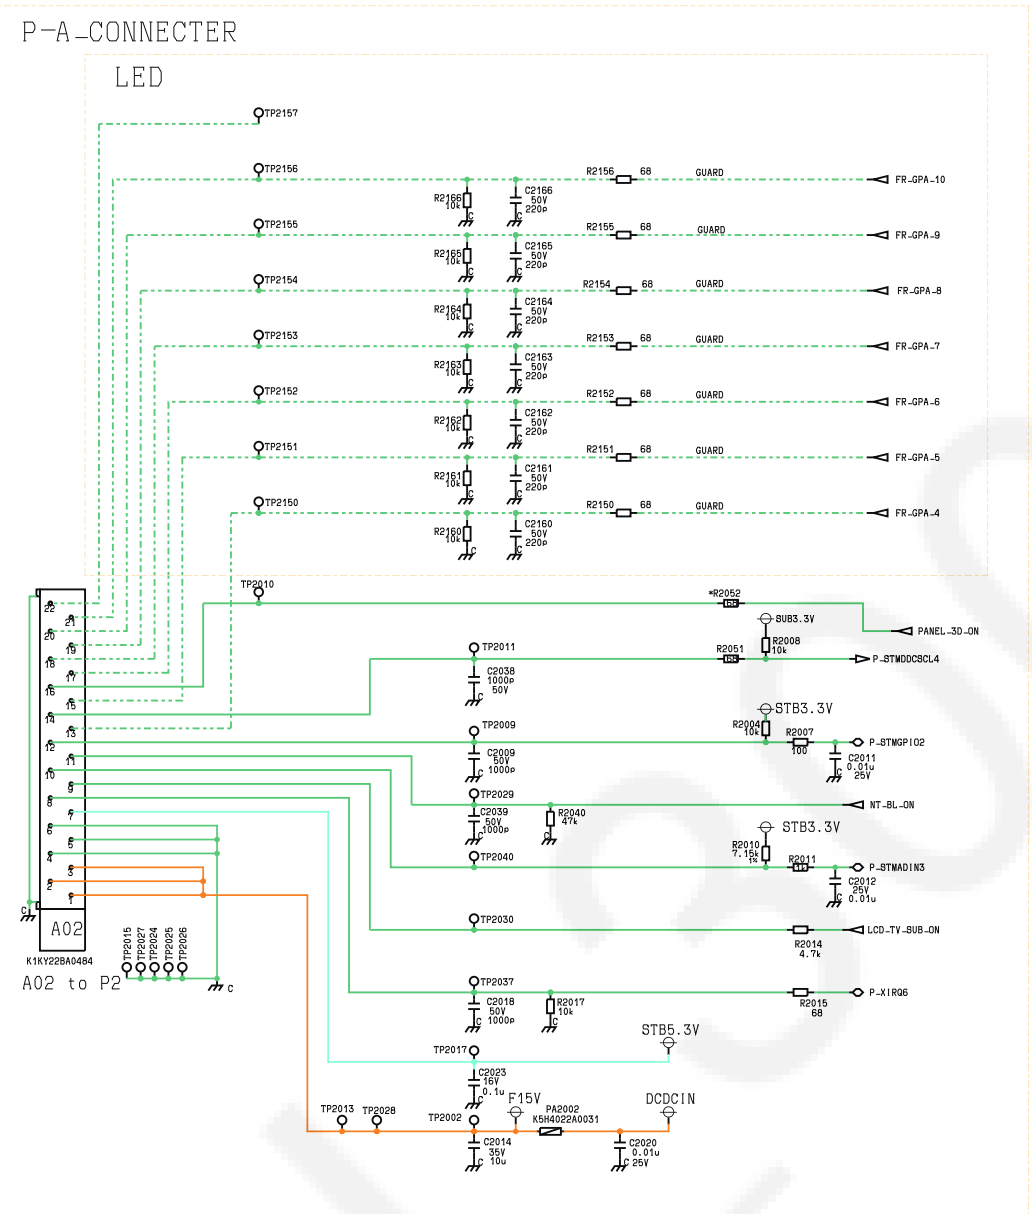 P-A_CONNECTER
LED
TP2157
TP2156
R2156 68 GUARD FR-GPA-10
R2166 10k C C2166 50V 220p C
TP2155
R2155 68 GUARD FR-GPA-9
R2165 10k C C2165 50V 220p C
TP2154
R2154 68 GUARD FR-GPA-8
R2164 10k C C2164 50V 220p C
TP2153
R2153 68 GUARD FR-GPA-7
R2163 10k C C2163 50V 220p C
TP2152
R2152 68 GUARD FR-GPA-6
R2162 10k C C2162 50V 220p C
TP2151
R2151 68 GUARD FR-GPA-5
R2161 10k C C2161 50V 220p C
TP2150
R2150 68 GUARD FR-GPA-4
R2160 10k C C2160 50V 220p C
TP2010
*R2052 68
PANEL_3D_ON
SUB3.3V
R2008 10k
TP2011
R2051 68
P-STMDDCSCL4
C2038 1000p 50V C
STB3.3V
R2004 10k
TP2009
R2007 100
P-STMGPIO2
C2009 50V 1000p C
C2011 0.01u 25V C
TP2029
NT-BL-ON
C2039 50V 1000p C
R2040 47k C
STB3.3V
R2010 7.15k 1%
TP2040
R2011
P-STMADIN3
C2012 25V 0.01u C
TP2030
LCD-TV-SUB-ON
R2014 4.7k
TP2037
P-XIRQ6
R2015 68
C2018 50V 1000p C
R2017 10k C
STB5.3V
TP2017
C2023 16V 0.1u C
F15V
DCDCIN
PA2002
K5H4022A0031
TP2013 TP2028 TP2002
C2014 35V 10u C
C2020 0.01u 25V C
22
21
20
19
18
17
16
15
14
13
12
11
10
9
8
7
6
5
4
3
2
1
C
A02
K1KY22BA0484
A02 to P2
TP2015
TP2027
TP2024
TP2025
TP2026
C